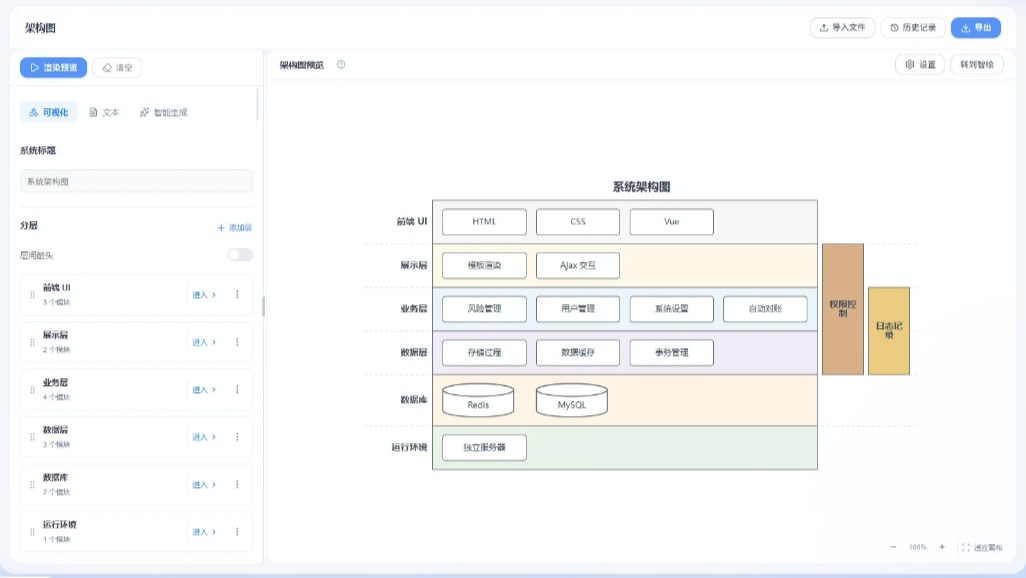 架构图
导入文件
历史记录
导出
渲染预览
清空
架构图预览
设置
转到智绘
可视化
文本
智能生成
系统标题
系统架构图
分层
+ 添加层
层间箭头
前端 UI
3 个模块
进入 >
展示层
2 个模块
进入 >
业务层
4 个模块
进入 >
数据层
3 个模块
进入 >
数据库
2 个模块
进入 >
运行环境
1 个模块
进入 >
系统架构图
前端 UI
HTML
CSS
Vue
展示层
模板渲染
Ajax 交互
业务层
风险管理
用户管理
系统设置
自动对账
数据层
存储过程
数据缓存
事务管理
数据库
Redis
MySQL
运行环境
独立服务器
权限控
制
日志记
录
− 100% +
适应画布